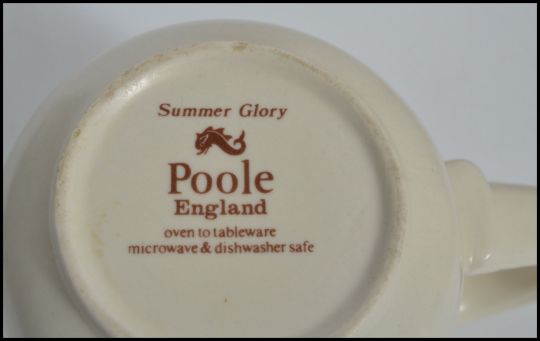 Summer Glory
Poole
England
oven to tableware
microwave & dishwasher safe